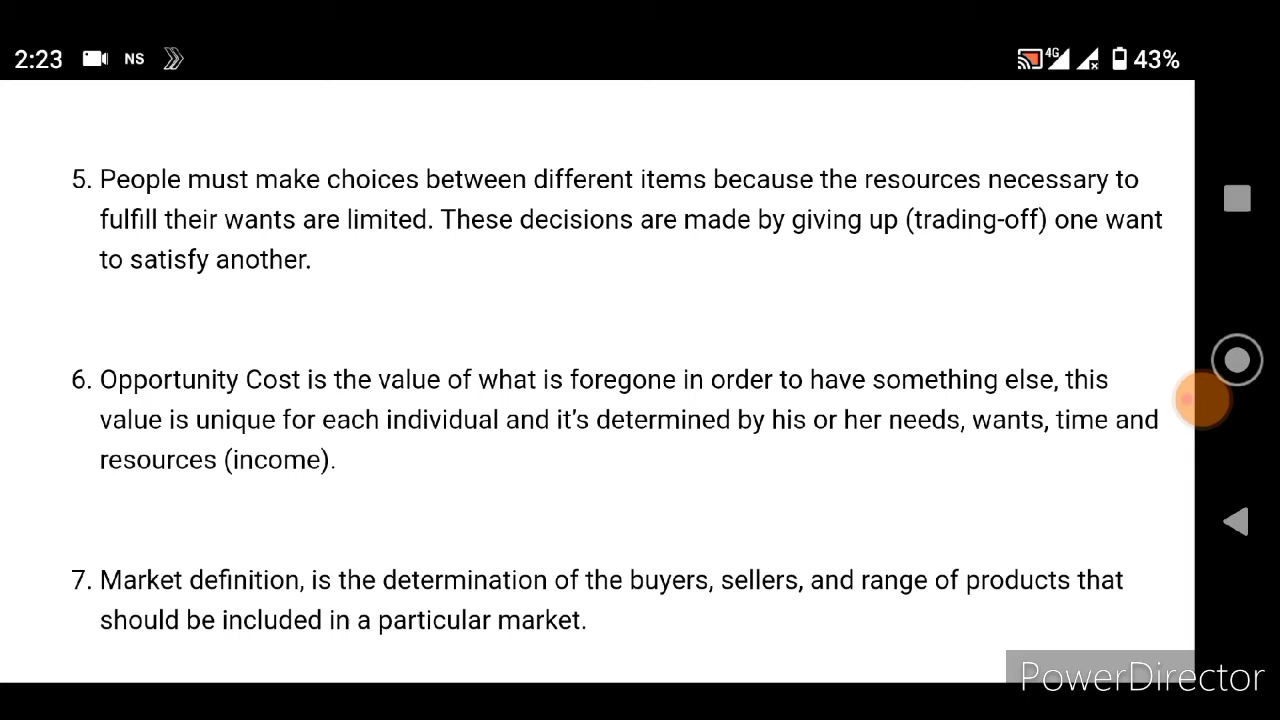 2:23 NS 4G 43%
5. People must make choices between different items because the resources necessary to
fulfill their wants are limited. These decisions are made by giving up (trading-off) one want
to satisfy another.
6. Opportunity Cost is the value of what is foregone in order to have something else, this
value is unique for each individual and it’s determined by his or her needs, wants, time and
resources (income).
7. Market definition, is the determination of the buyers, sellers, and range of products that
should be included in a particular market.
PowerDirector